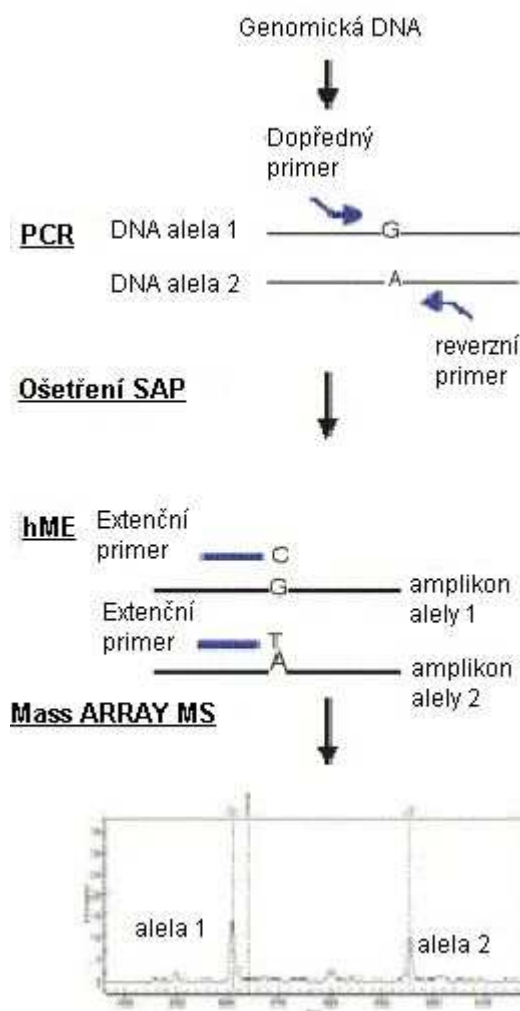 Genomická DNA
Dopředný
primer
PCR
DNA alela 1
G
DNA alela 2
A
reverzní
primer
Ošetření SAP
hME
Extenční
primer
C
G
amplikon
alely 1
Extenční
primer
T
A
amplikon
alely 2
Mass ARRAY MS
alela 1
alela 2